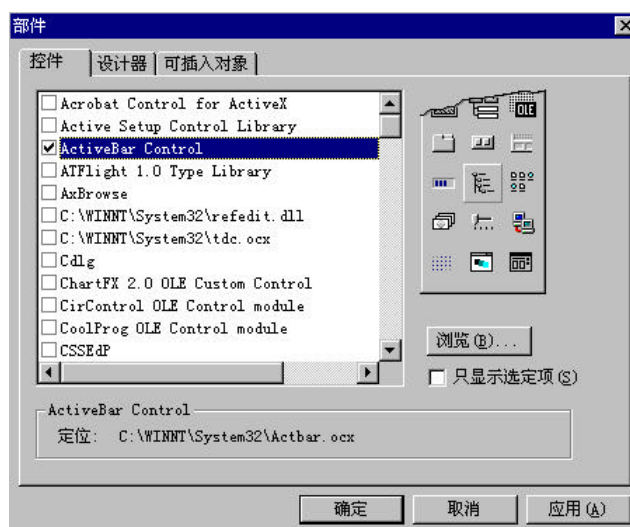 部件
控件 设计器 可插入对象
Acrobat Control for ActiveX
Active Setup Control Library
ActiveBar Control
ATFlight 1.0 Type Library
AxBrowse
C:\WINNT\System32\refedit.dll
C:\WINNT\System32\tdc.ocx
Cdlg
ChartFX 2.0 OLE Custom Control
CirControl OLE Control module
CoolProg OLE Control module
CSSEdP
OLE
浏览(B)...
只显示选定项(S)
ActiveBar Control
定位: C:\WINNT\System32\Actbar.ocx
确定 取消 应用(A)